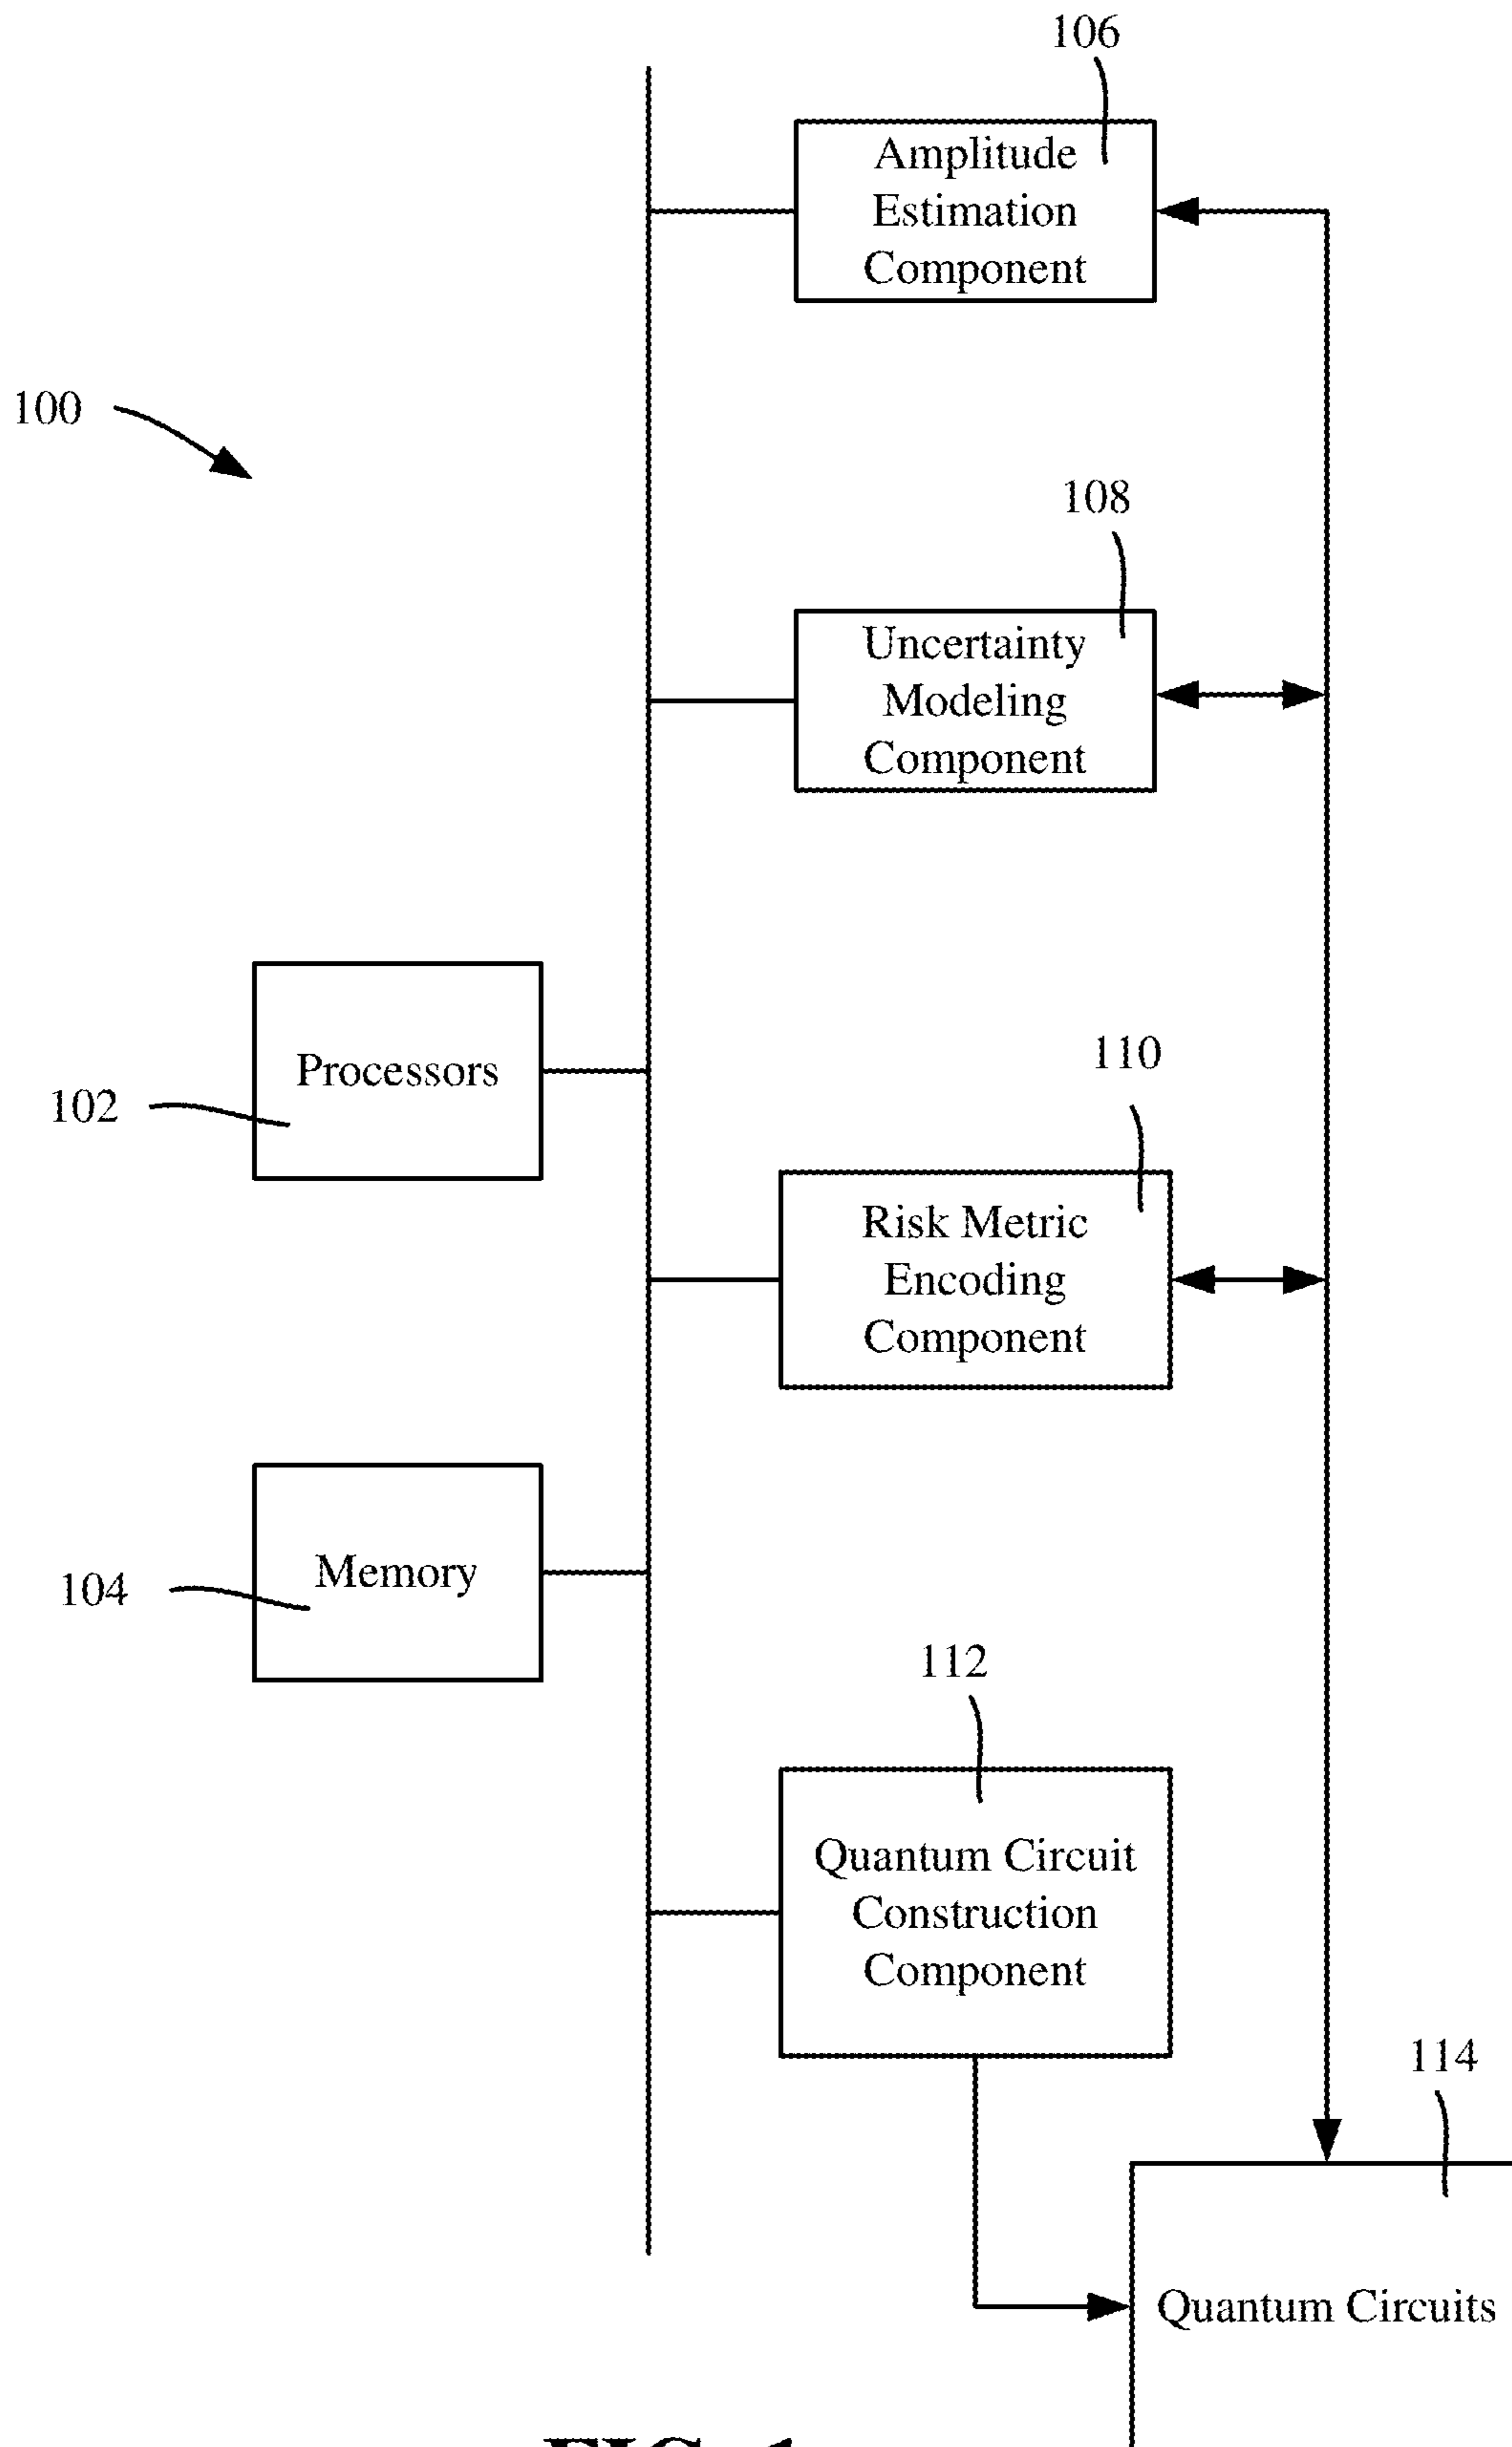 106
Amplitude
Estimation
Component
100
108
Uncertainty
Modeling
Component
Processors
102
110
Risk Metric
Encoding
Component
Memory
104
112
Quantum Circuit
Construction
Component
114
Quantum Circuits